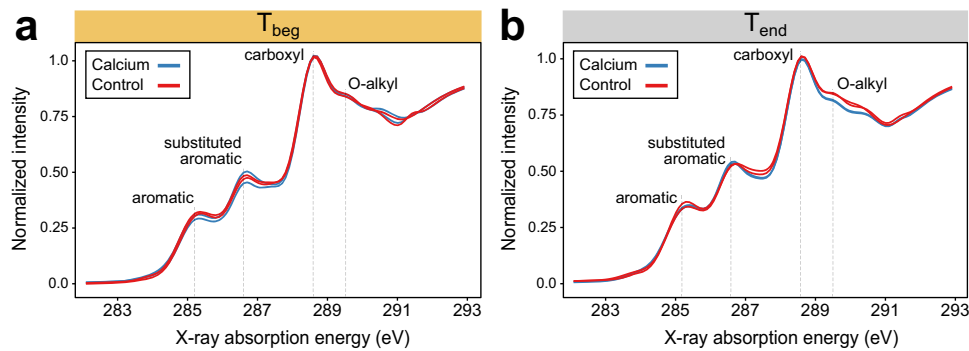 a
T_beg
Normalized intensity
1.0
0.75
0.50
0.25
0.0
Calcium
Control
carboxyl
O-alkyl
substituted
aromatic
aromatic
283
285
287
289
291
293
X-ray absorption energy (eV)
b
T_end
Normalized intensity
1.0
0.75
0.50
0.25
0.0
Calcium
Control
carboxyl
O-alkyl
substituted
aromatic
aromatic
283
285
287
289
291
293
X-ray absorption energy (eV)